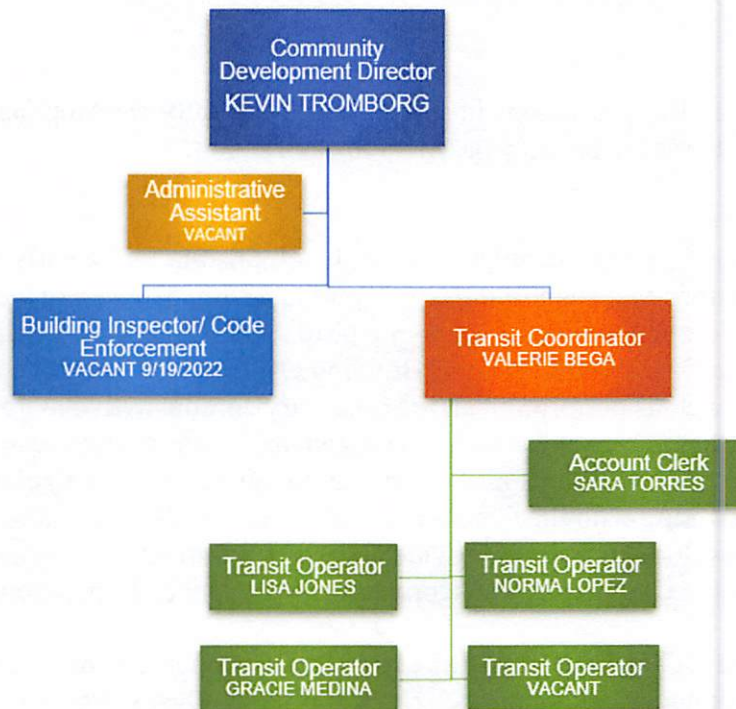 Community
Development Director
KEVIN TROMBORG
Administrative
Assistant
VACANT
Building Inspector/ Code
Enforcement
VACANT 9/19/2022
Transit Coordinator
VALERIE BEGA
Account Clerk
SARA TORRES
Transit Operator
LISA JONES
Transit Operator
NORMA LOPEZ
Transit Operator
GRACIE MEDINA
Transit Operator
VACANT